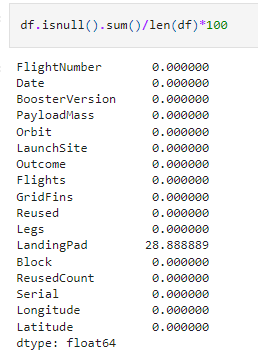 df.isnull().sum()/len(df)*100
FlightNumber 0.000000
Date 0.000000
BoosterVersion 0.000000
PayloadMass 0.000000
Orbit 0.000000
LaunchSite 0.000000
Outcome 0.000000
Flights 0.000000
GridFins 0.000000
Reused 0.000000
Legs 0.000000
LandingPad 28.888889
Block 0.000000
ReusedCount 0.000000
Serial 0.000000
Longitude 0.000000
Latitude 0.000000
dtype: float64